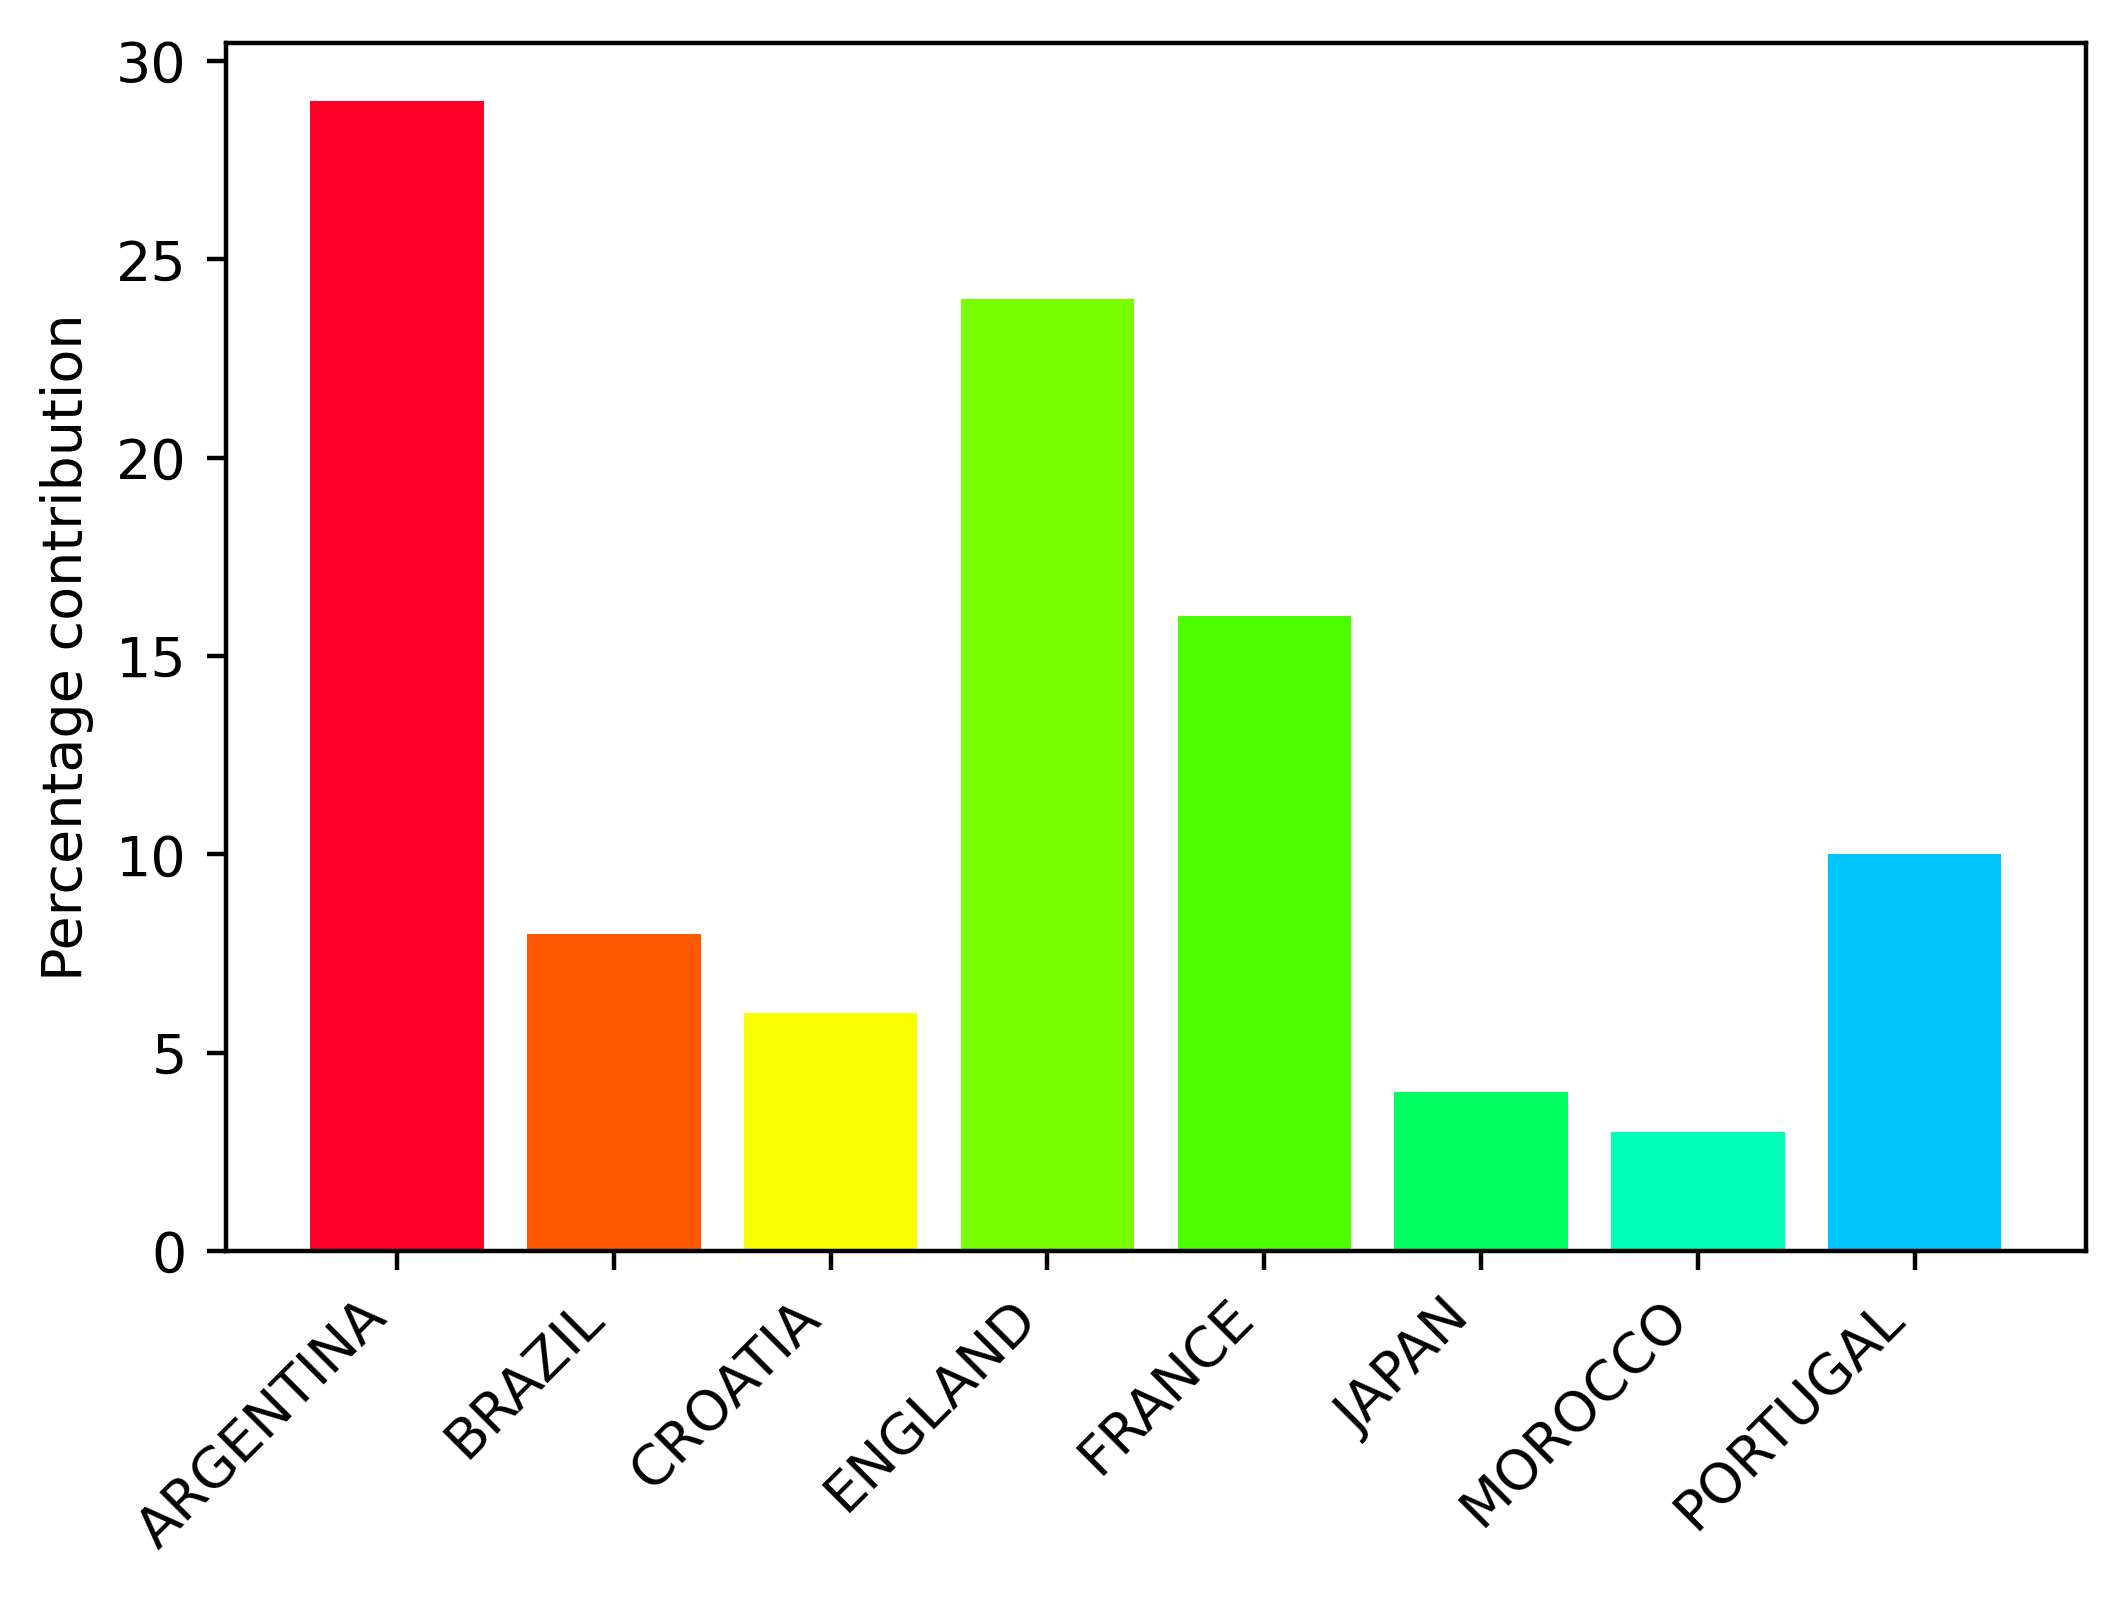 Percentage contribution
30
25
20
15
10
5
0
ARGENTINA
BRAZIL
CROATIA
ENGLAND
FRANCE
JAPAN
MOROCCO
PORTUGAL